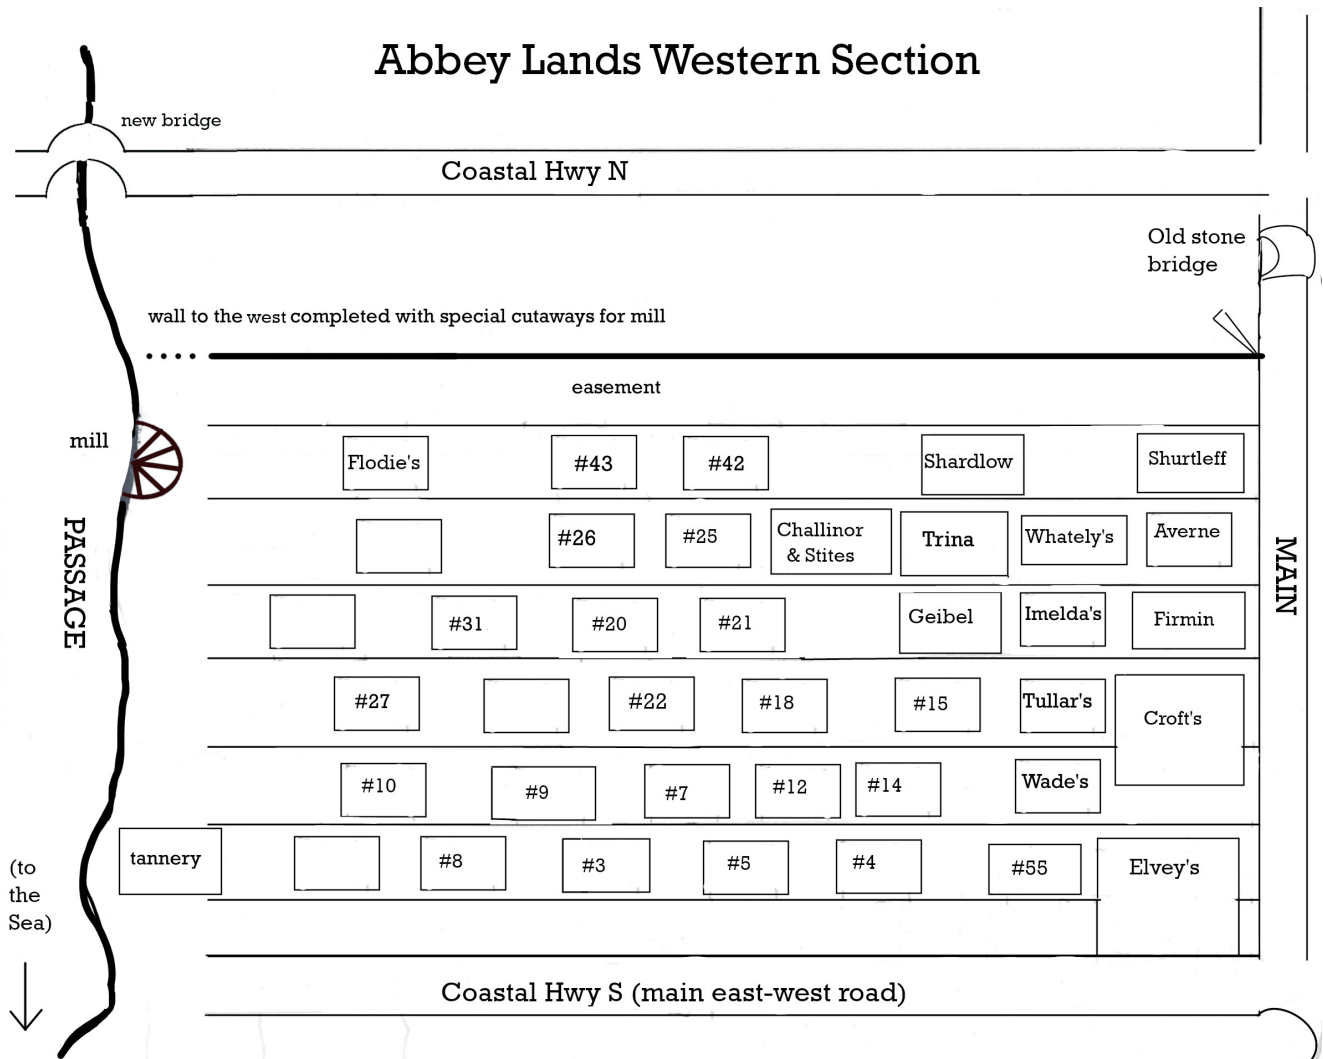 Abbey Lands Western Section
new bridge
Coastal Hwy N
Old stone
bridge
wall to the west completed with special cutaways for mill
easement
mill
Flodie's
#43
#42
Shardlow
Shurtleff
#26
#25
Challinor
& Stites
Trina
Whately's
Averne
PASSAGE
MAIN
#31
#20
#21
Geibel
Imelda's
Firmin
#27
#22
#18
#15
Tullar's
Croft's
#10
#9
#7
#12
#14
Wade's
tannery
#8
#3
#5
#4
#55
Elvey's
(to
the
Sea)
Coastal Hwy S (main east-west road)